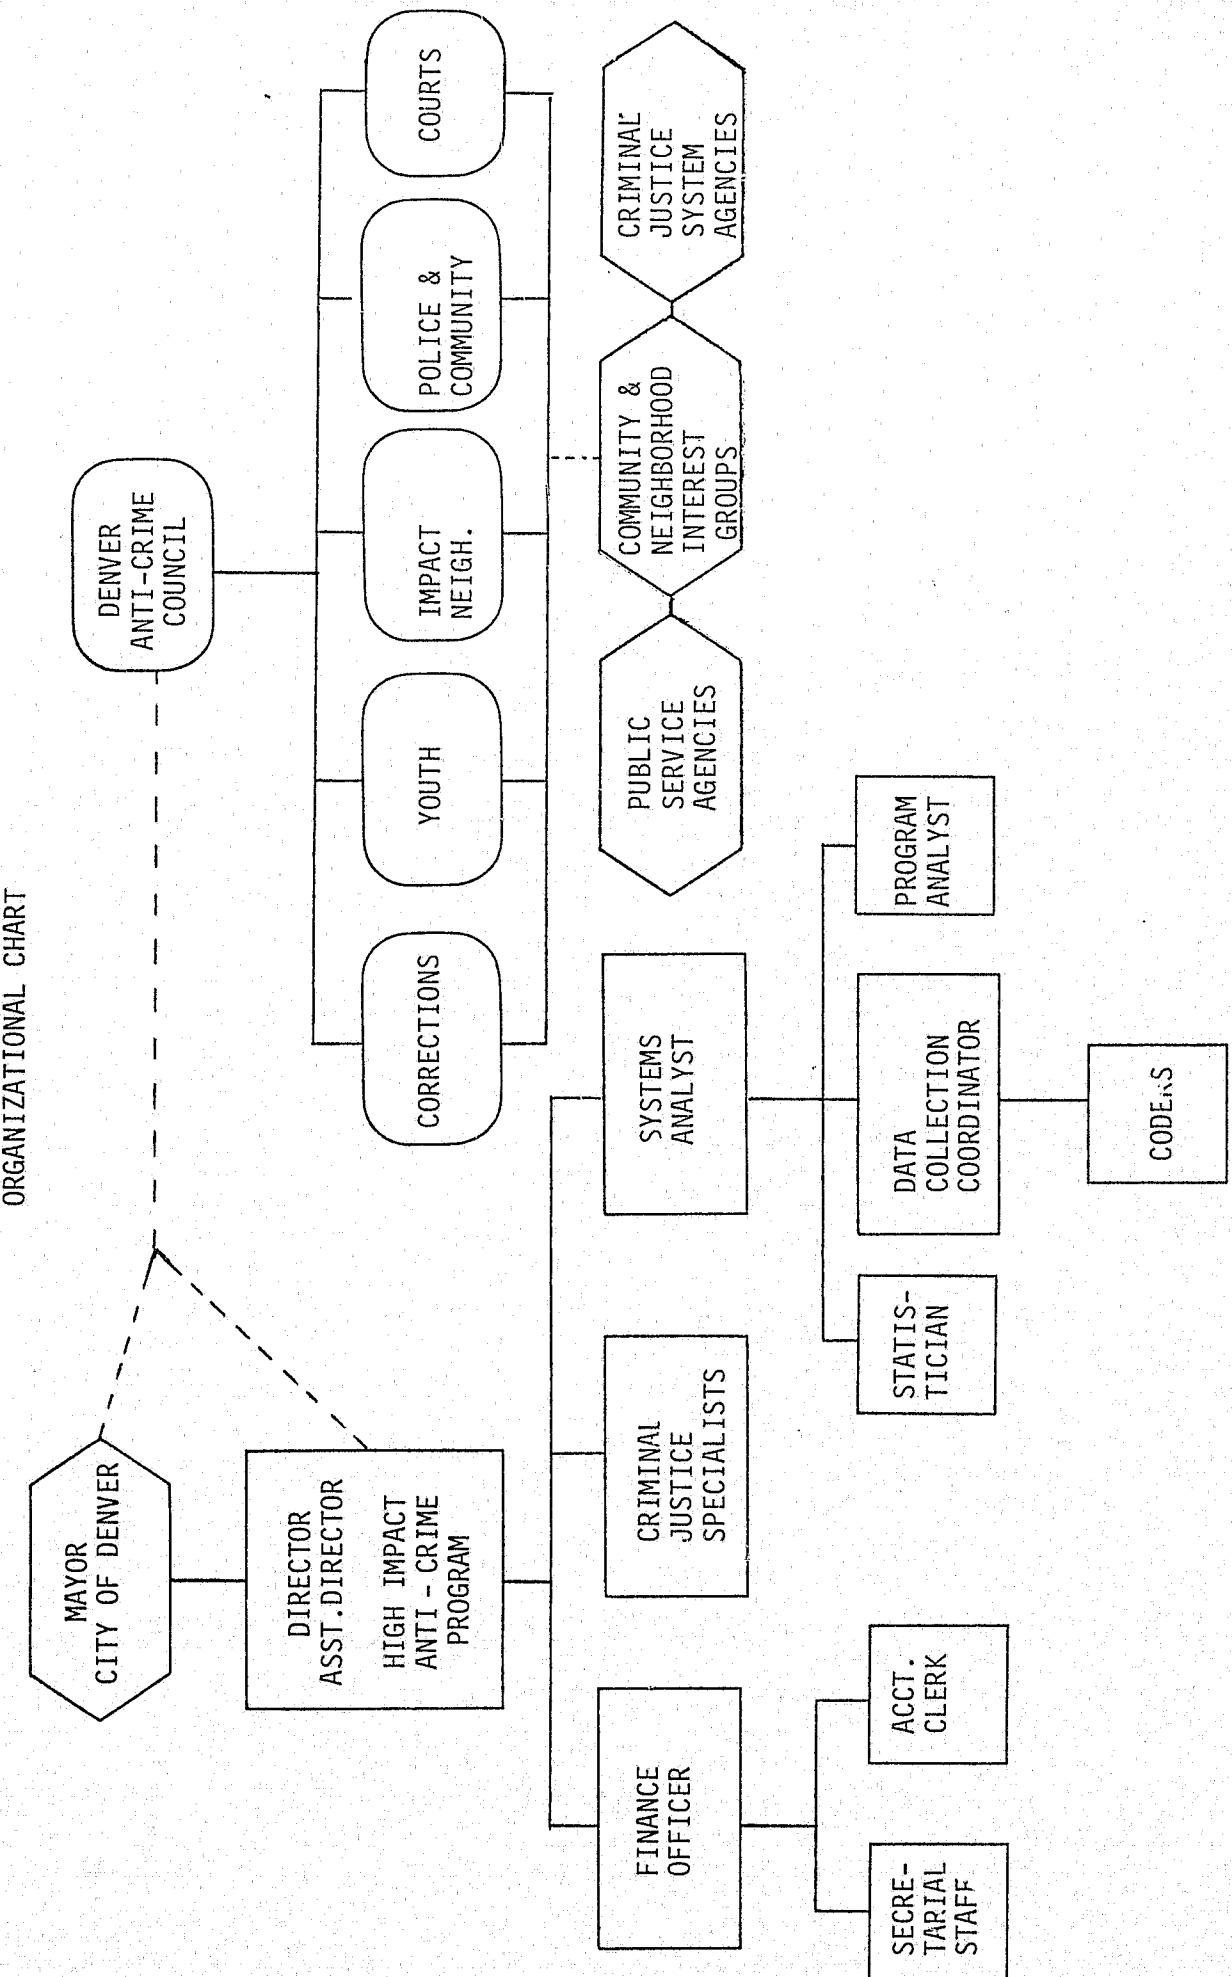 ORGANIZATIONAL CHART
MAYOR
CITY OF DENVER
DENVER
ANTI-CRIME
COUNCIL
DIRECTOR
ASST.DIRECTOR
HIGH IMPACT
ANTI-CRIME
PROGRAM
CORRECTIONS
YOUTH
IMPACT
NEIGH.
POLICE &
COMMUNITY
COURTS
FINANCE
OFFICER
CRIMINAL
JUSTICE
SPECIALISTS
SYSTEMS
ANALYST
PUBLIC
SERVICE
AGENCIES
COMMUNITY &
NEIGHBORHOOD
INTEREST
GROUPS
CRIMINAL
JUSTICE
SYSTEM
AGENCIES
SECRE-
TARIAL
STAFF
ACCT.
CLERK
STATIS-
TICIAN
DATA
COLLECTION
COORDINATOR
PROGRAM
ANALYST
CODERS